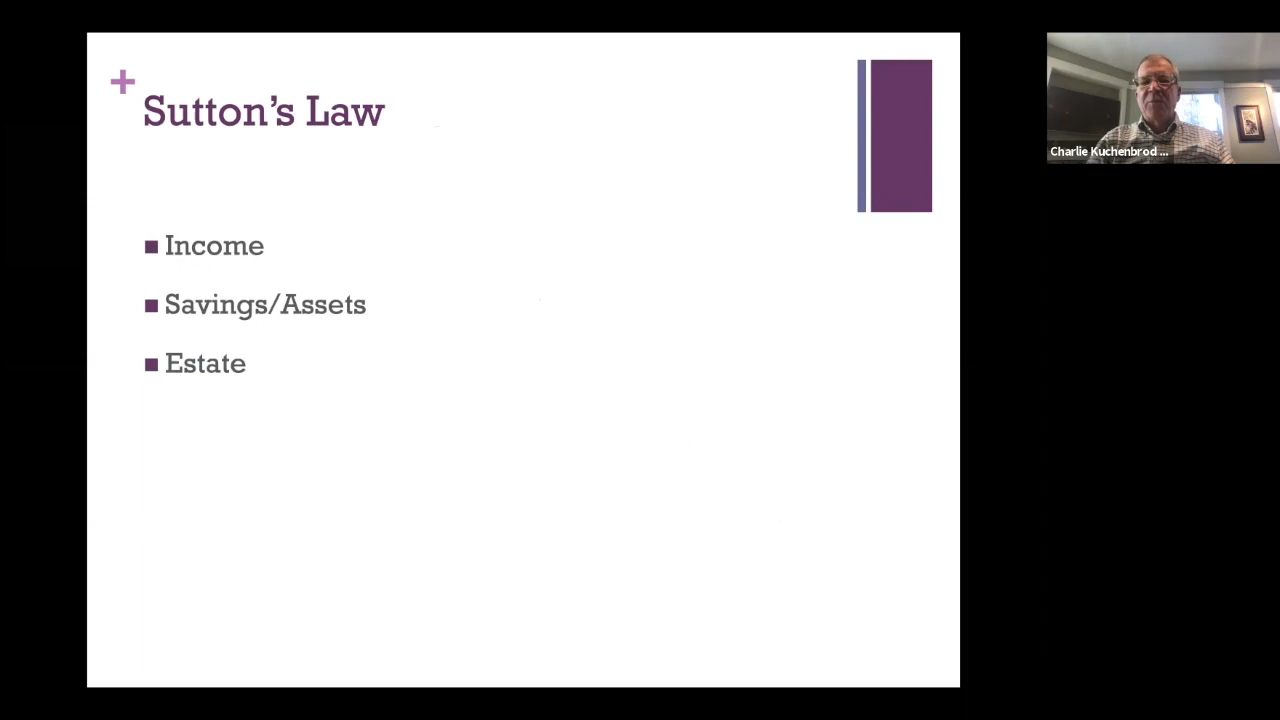 +
Sutton’s Law
■ Income
■ Savings/Assets
■ Estate
Charlie Kuchenbrod ...